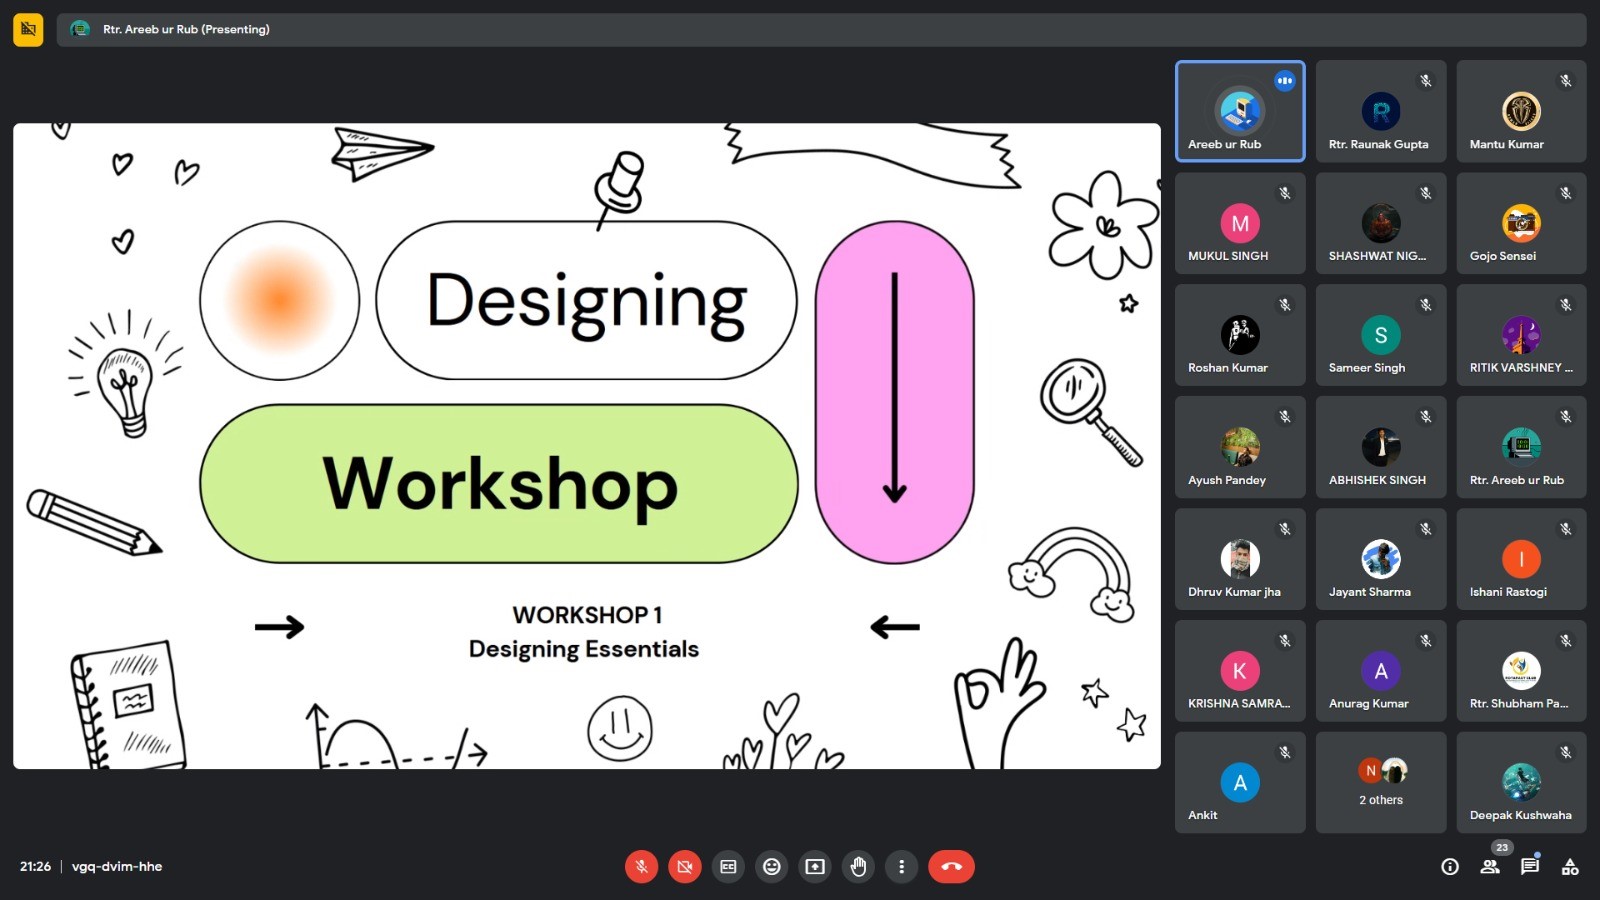 Rtr. Areeb ur Rub (Presenting)
Designing
Workshop
WORKSHOP 1
Designing Essentials
Areeb ur Rub
R
Rtr. Raunak Gupta
Mantu Kumar
M
MUKUL SINGH
SHASHWAT NIG...
Gojo Sensei
Roshan Kumar
S
Sameer Singh
RITIK VARSHNEY ...
Ayush Pandey
ABHISHEK SINGH
Rtr. Areeb ur Rub
Dhruv Kumar jha
Jayant Sharma
I
Ishani Rastogi
K
KRISHNA SAMRA...
A
Anurag Kumar
Rtr. Shubham Pa...
A
Ankit
N
2 others
Deepak Kushwaha
21:26 | vgq-dvim-hhe
23